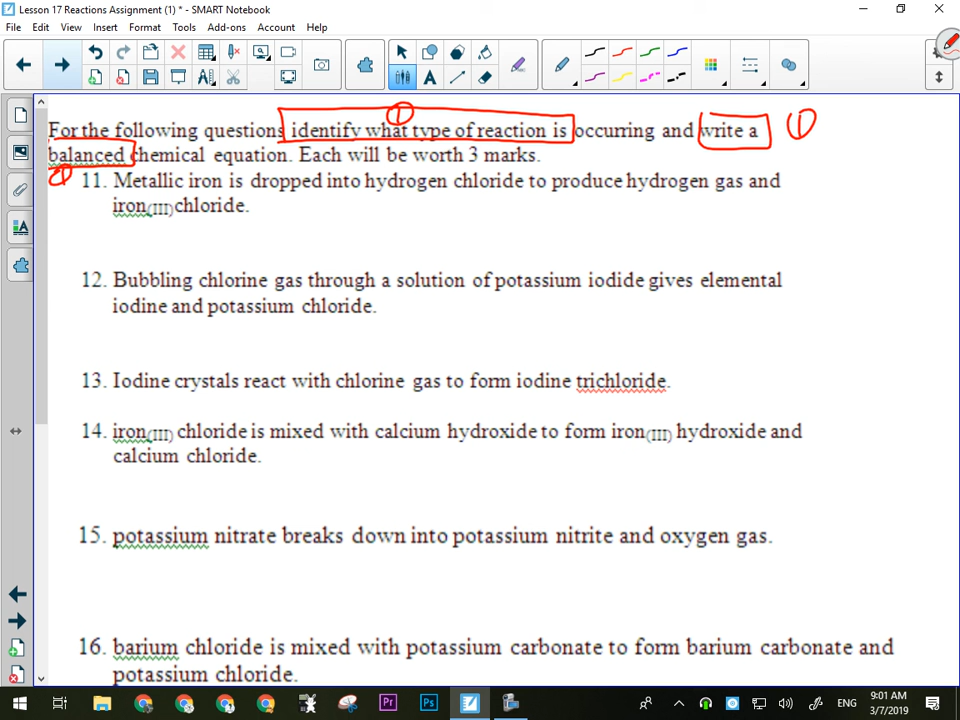 Lesson 17 Reactions Assignment (1) * - SMART Notebook
File Edit View Insert Format Tools Add-ons Account Help
For the following questions identify what type of reaction is occurring and write a
balanced chemical equation. Each will be worth 3 marks.
11. Metallic iron is dropped into hydrogen chloride to produce hydrogen gas and
iron(III)chloride.
12. Bubbling chlorine gas through a solution of potassium iodide gives elemental
iodine and potassium chloride.
13. Iodine crystals react with chlorine gas to form iodine trichloride.
14. iron(III) chloride is mixed with calcium hydroxide to form iron(III) hydroxide and
calcium chloride.
15. potassium nitrate breaks down into potassium nitrite and oxygen gas.
16. barium chloride is mixed with potassium carbonate to form barium carbonate and
potassium chloride.
ENG
9:01 AM
3/7/2019